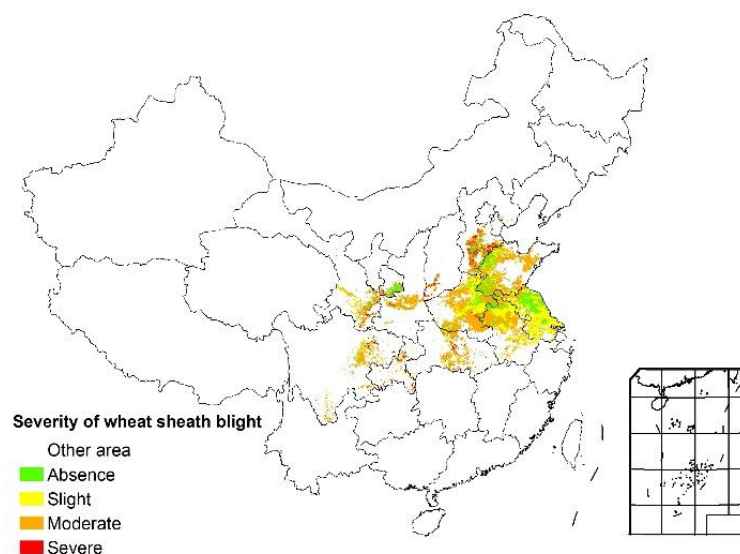 Severity of wheat sheath blight
Other area
Absence
Slight
Moderate
Severe